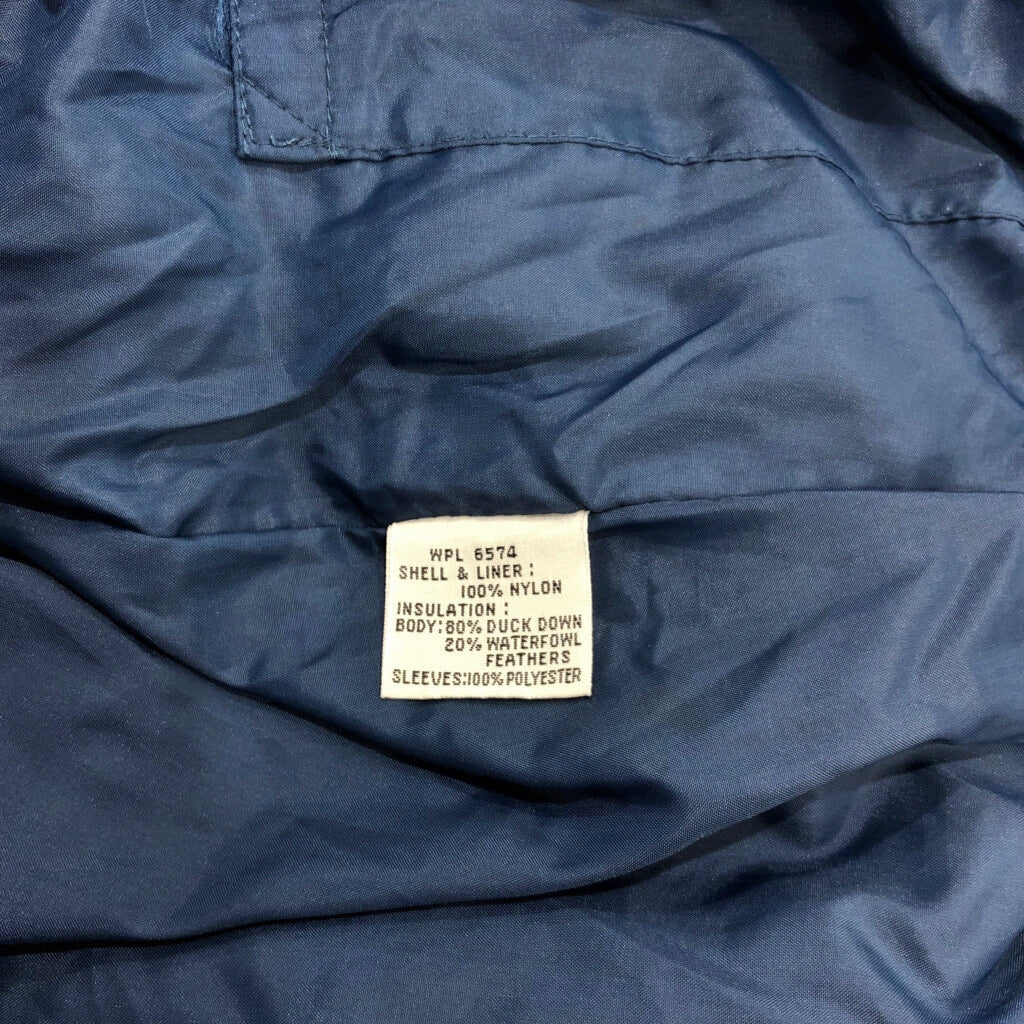 WPL 6574
SHELL & LINER:
100% NYLON
INSULATION:
BODY:80% DUCK DOWN
20% WATERFOWL
FEATHERS
SLEEVES:100% POLYESTER